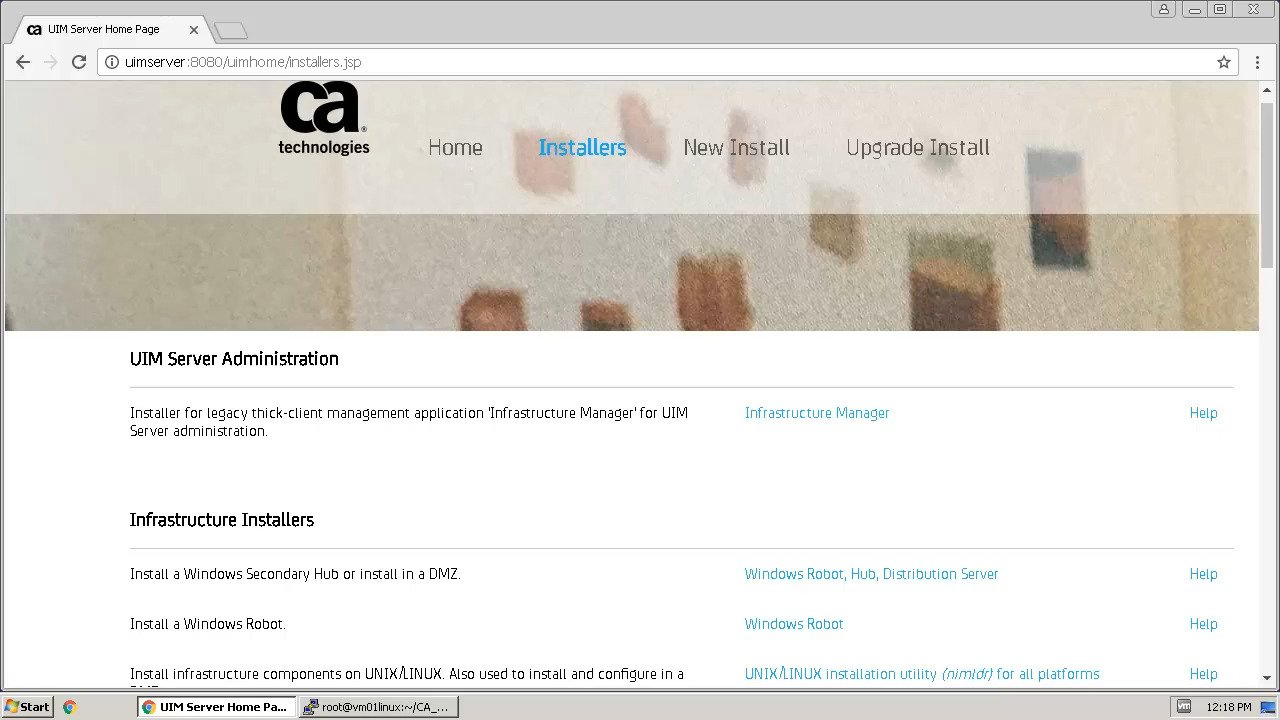 UIM Server Home Page
uimserver:8080/uimhome/installers.jsp
ca
technologies
Home
Installers
New Install
Upgrade Install
UIM Server Administration
Installer for legacy thick-client management application 'Infrastructure Manager' for UIM
Server administration.
Infrastructure Manager
Help
Infrastructure Installers
Install a Windows Secondary Hub or install in a DMZ.
Windows Robot, Hub, Distribution Server
Help
Install a Windows Robot.
Windows Robot
Help
Install infrastructure components on UNIX/LINUX. Also used to install and configure in a
UNIX/LINUX installation utility (nimldr) for all platforms
Help
Start
UIM Server Home Pa...
root@vm01linux:~/CA_...
vm
12:18 PM